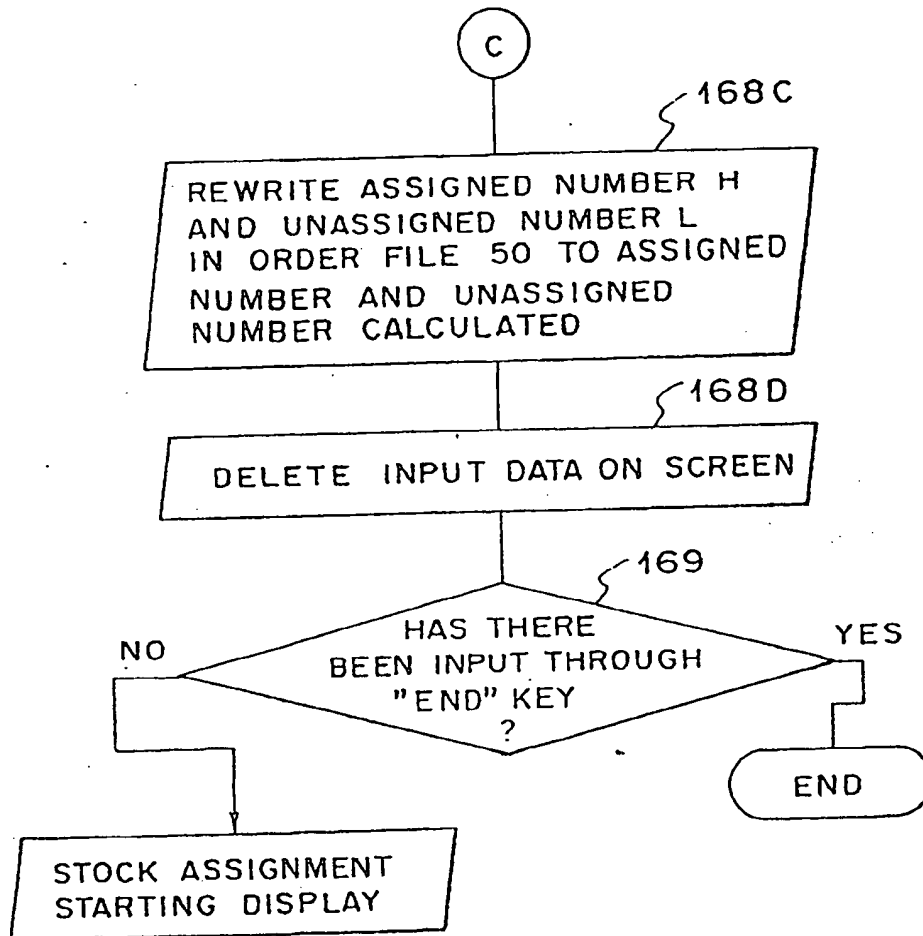 C
168C
REWRITE ASSIGNED NUMBER H
AND UNASSIGNED NUMBER L
IN ORDER FILE 50 TO ASSIGNED
NUMBER AND UNASSIGNED
NUMBER CALCULATED
168D
DELETE INPUT DATA ON SCREEN
169
HAS THERE
BEEN INPUT THROUGH
"END" KEY
?
NO
YES
END
STOCK ASSIGNMENT
STARTING DISPLAY